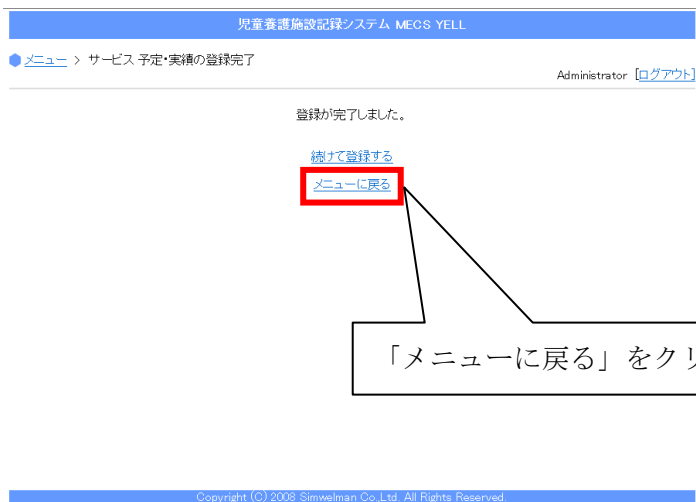 児童養護施設記録システム MECS YELL
メニュー > サービス 予定・実績の登録完了
Administrator [ログアウト]
登録が完了しました。
続けて登録する
メニューに戻る
「メニューに戻る」をクリ
Copyright (C) 2008 Simwelman Co.,Ltd. All Rights Reserved.